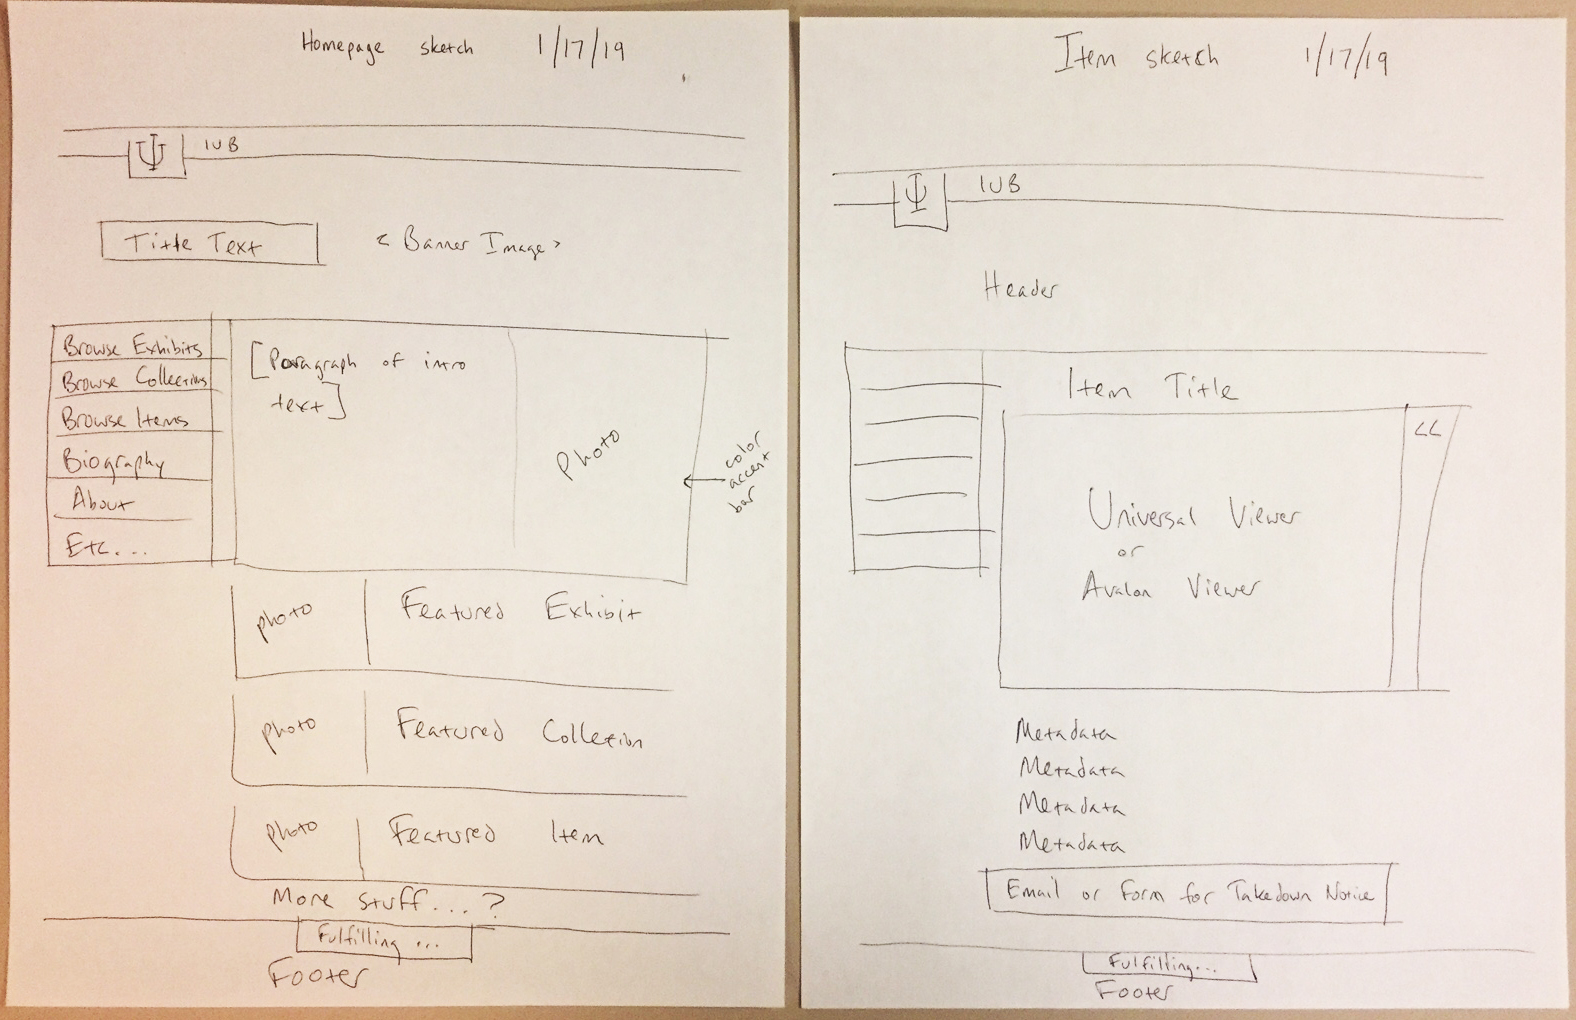 Homepage sketch 1/17/19
IUB
Title Text < Banner Image >
Browse Exhibits
Browse Collections
Browse Items
Biography
About
Etc...
[Paragraph of intro
text]
Photo
color
accent
bar
photo Featured Exhibit
photo Featured Collection
photo Featured Item
More stuff...?
Fulfilling ...
Footer
Item sketch 1/17/19
IUB
Header
Item Title
<<
Universal Viewer
or
Avalon Viewer
Metadata
Metadata
Metadata
Metadata
Email or Form for Takedown Notice
Fulfilling...
Footer